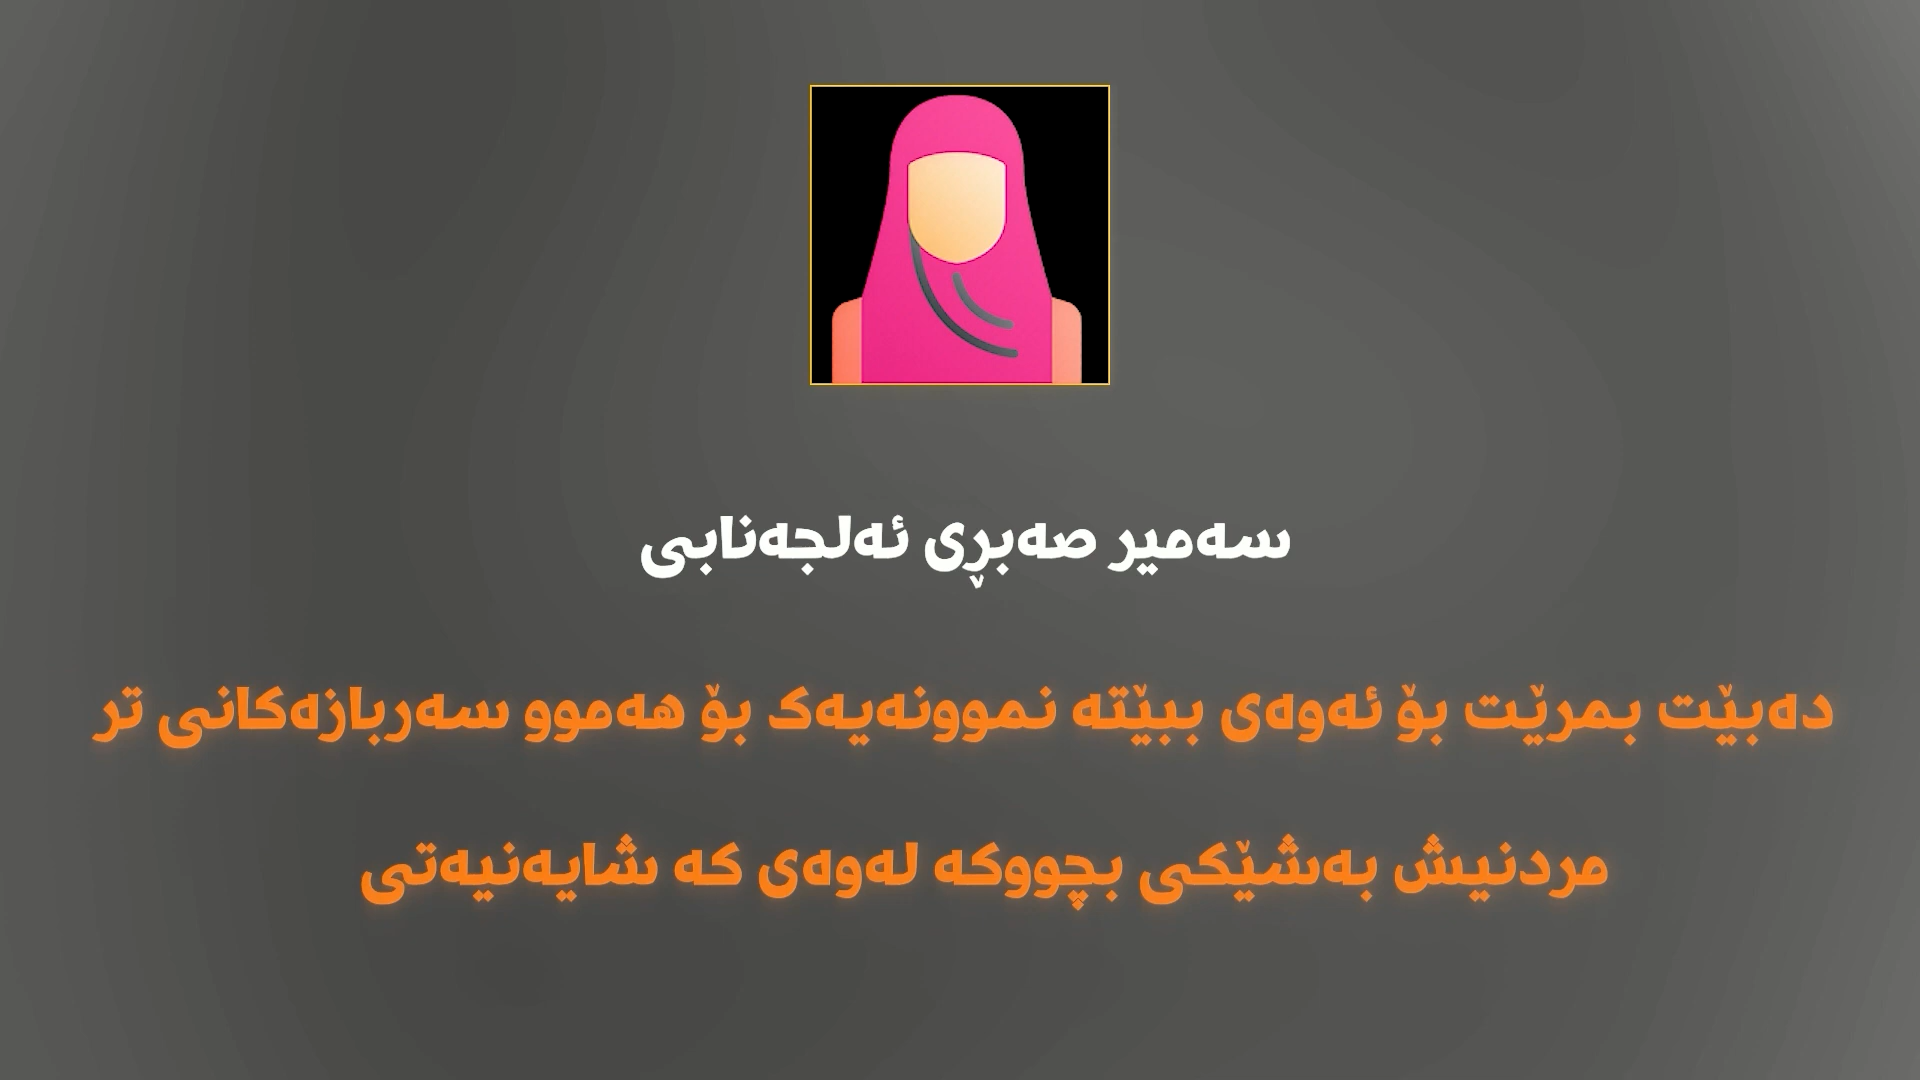 سەمیر صەبڕی ئەلجەنابی
دەبێت بمرێت بۆ ئەوەی ببێتە نموونەیەک بۆ هەموو سەربازەکانی تر
مردنیش بەشێکی بچووکە لەوەی کە شایەنیەتی